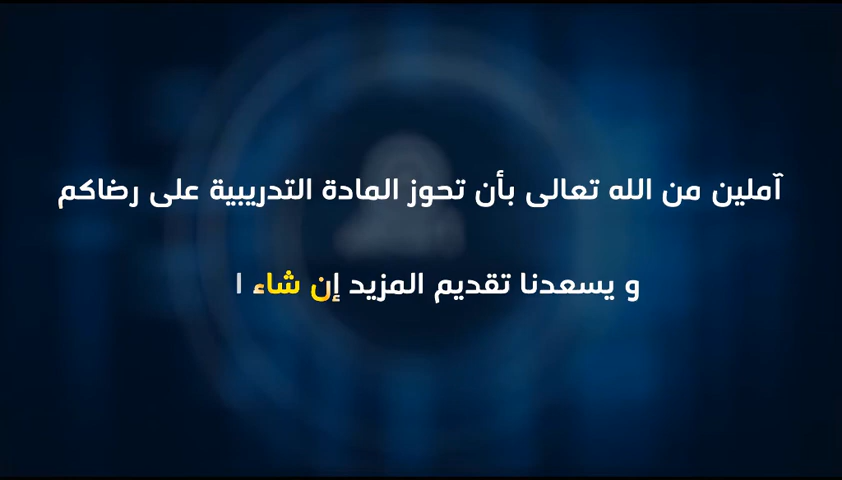 آملين من الله تعالى بأن تحوز المادة التدريبية على رضاكم
و يسعدنا تقديم المزيد إن شاء ا